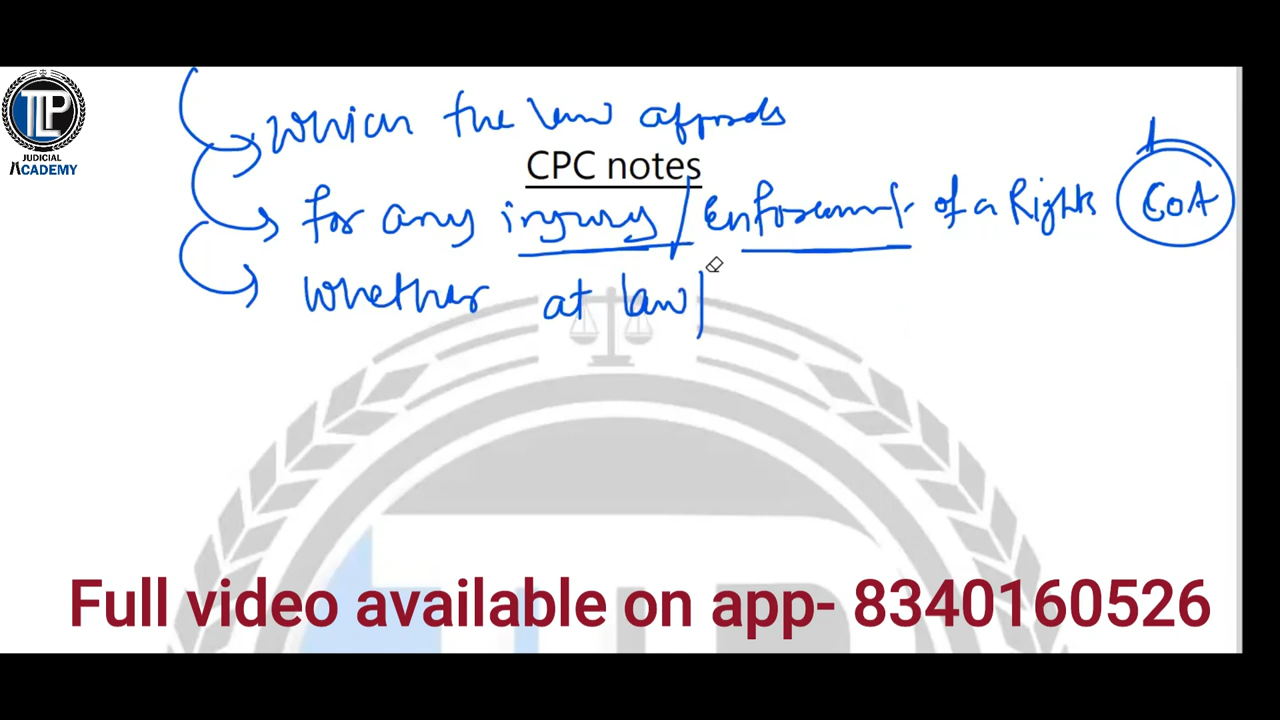 TLP
JUDICIAL
ACADEMY
which the law affords
CPC notes
for any injury / enforcement of a Rights COA
whether at law |
Full video available on app- 8340160526